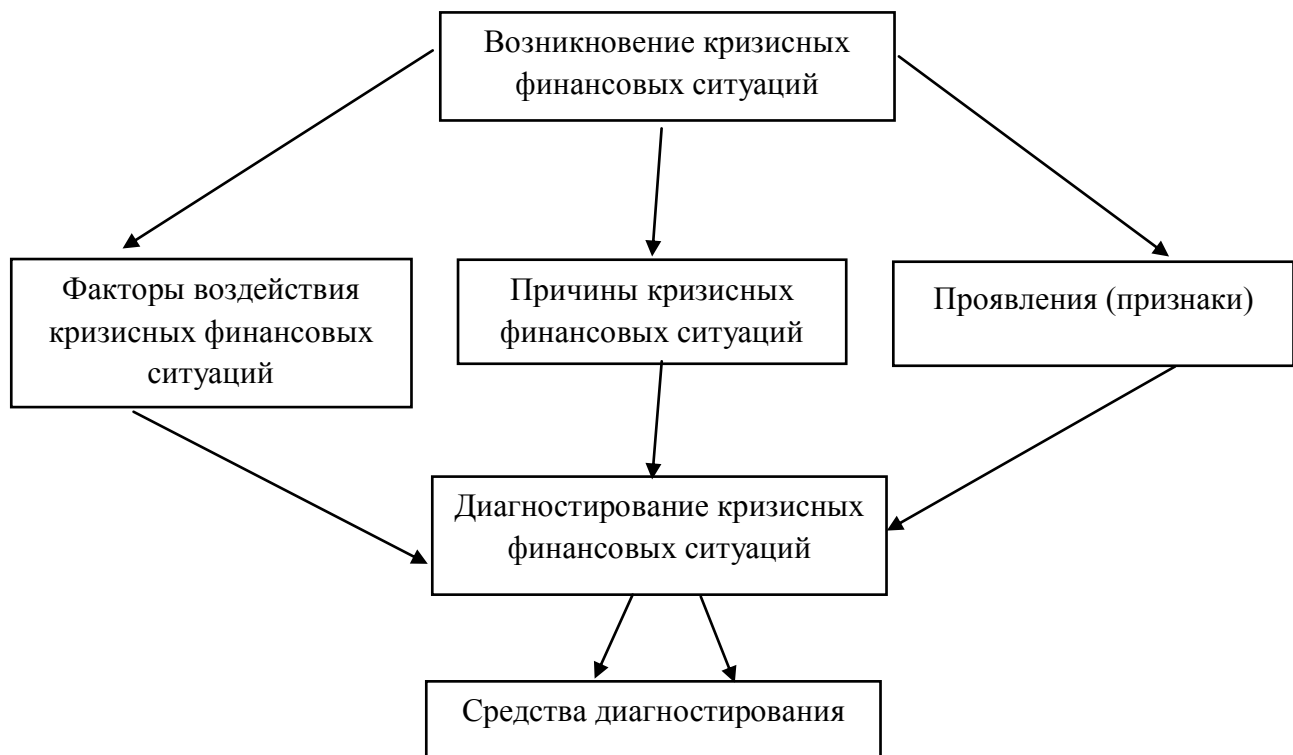 Возникновение кризисных
финансовых ситуаций
Факторы воздействия
кризисных финансовых
ситуаций
Причины кризисных
финансовых ситуаций
Проявления (признаки)
Диагностирование кризисных
финансовых ситуаций
Средства диагностирования